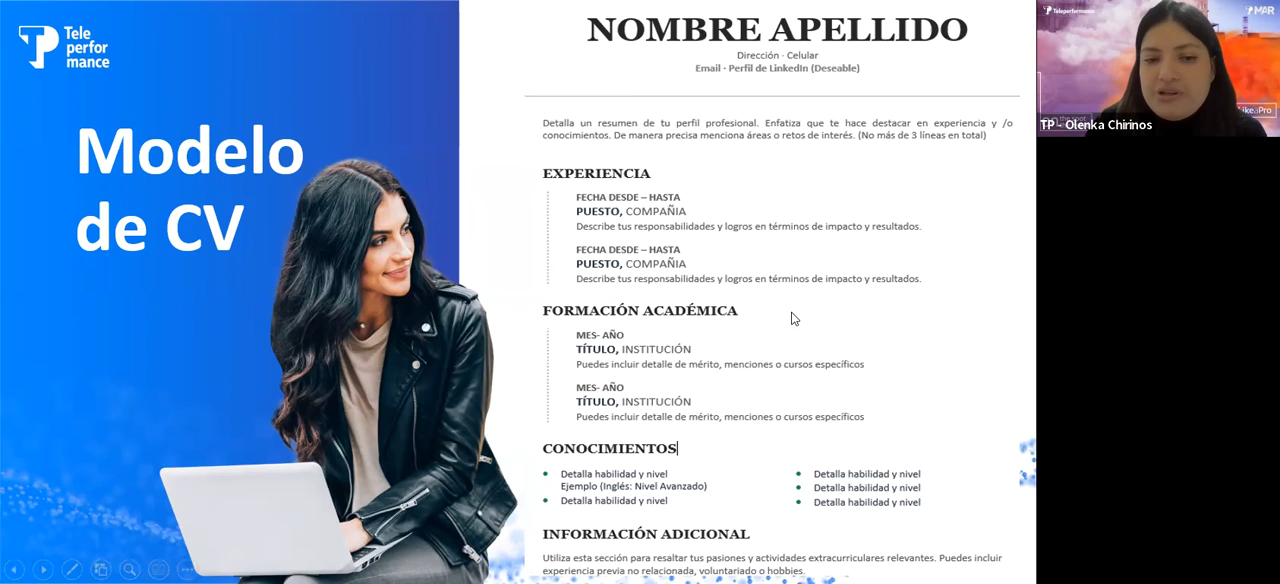 Tele
perfor
mance
Modelo
de CV
NOMBRE APELLIDO
Dirección · Celular
Email · Perfil de LinkedIn (Deseable)
Detalla un resumen de tu perfil profesional. Enfatiza que te hace destacar en experiencia y /o
conocimientos. De manera precisa menciona áreas o retos de interés. (No más de 3 líneas en total)
EXPERIENCIA
FECHA DESDE – HASTA
PUESTO, COMPAÑIA
Describe tus responsabilidades y logros en términos de impacto y resultados.
FECHA DESDE – HASTA
PUESTO, COMPAÑIA
Describe tus responsabilidades y logros en términos de impacto y resultados.
FORMACIÓN ACADÉMICA
MES- AÑO
TÍTULO, INSTITUCIÓN
Puedes incluir detalle de mérito, menciones o cursos específicos
MES- AÑO
TÍTULO, INSTITUCIÓN
Puedes incluir detalle de mérito, menciones o cursos específicos
CONOCIMIENTOS
Detalla habilidad y nivel
Ejemplo (Inglés: Nivel Avanzado)
Detalla habilidad y nivel
Detalla habilidad y nivel
Detalla habilidad y nivel
Detalla habilidad y nivel
INFORMACIÓN ADICIONAL
Utiliza esta sección para resaltar tus pasiones y actividades extracurriculares relevantes. Puedes incluir
experiencia previa no relacionada, voluntariado o hobbies.
Teleperformance
MAR
ikeaPro
TP - Olenka Chirinos